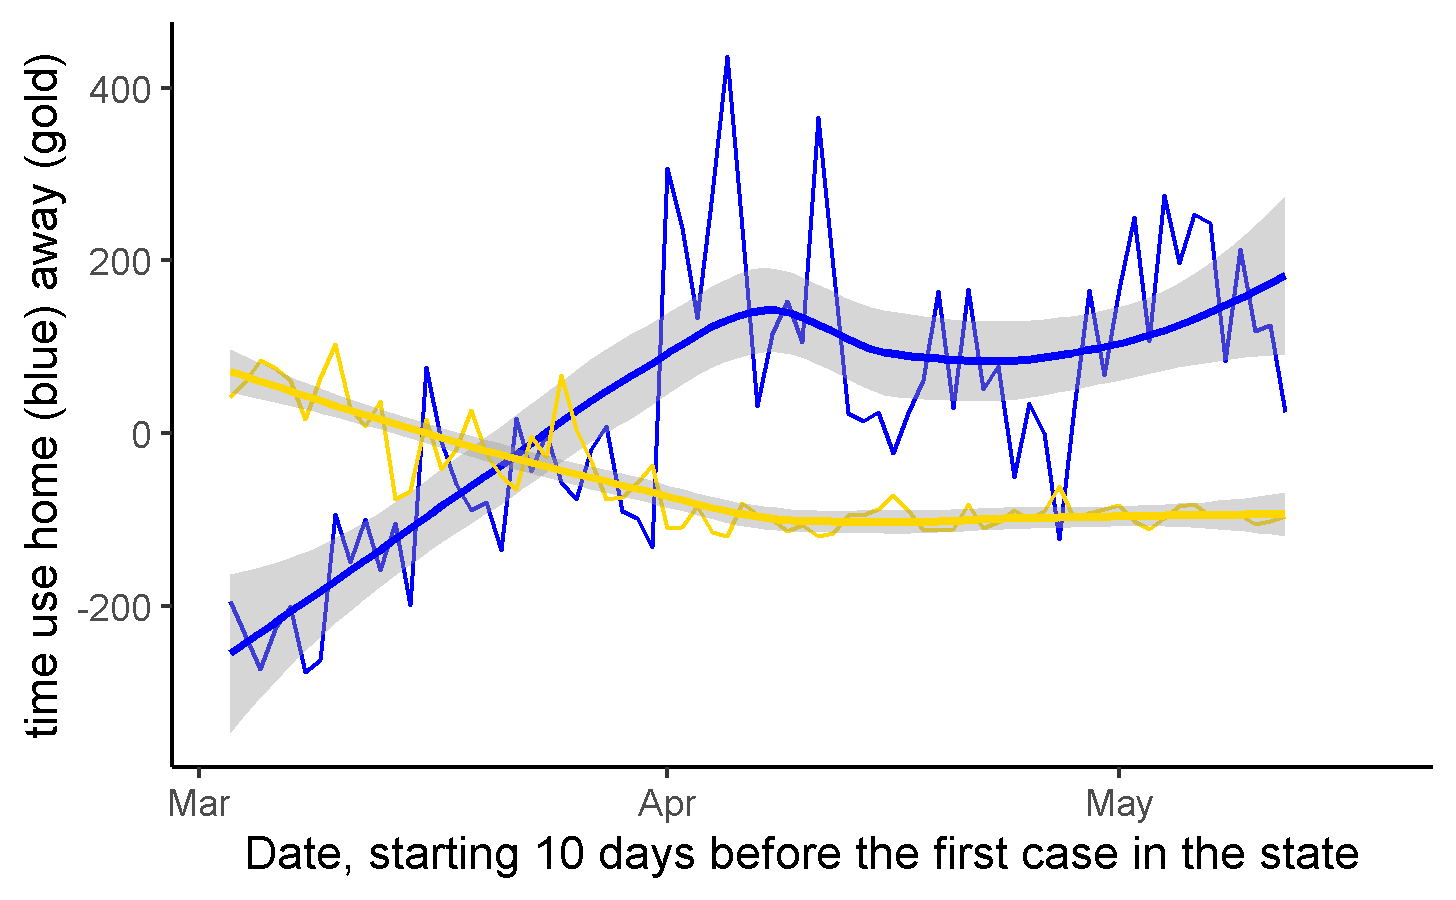 time use home (blue) away (gold)
400
200
0
-200
Mar
Apr
May
Date, starting 10 days before the first case in the state